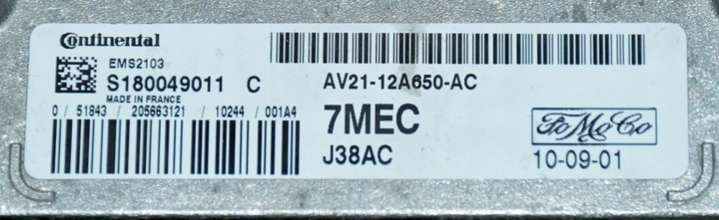 Continental
EMS2103
S180049011 C
MADE IN FRANCE
0 / 51843 / 205663121 / 10244 / 001A4
AV21-12A650-AC
7MEC
J38AC
FoMoCo
10-09-01